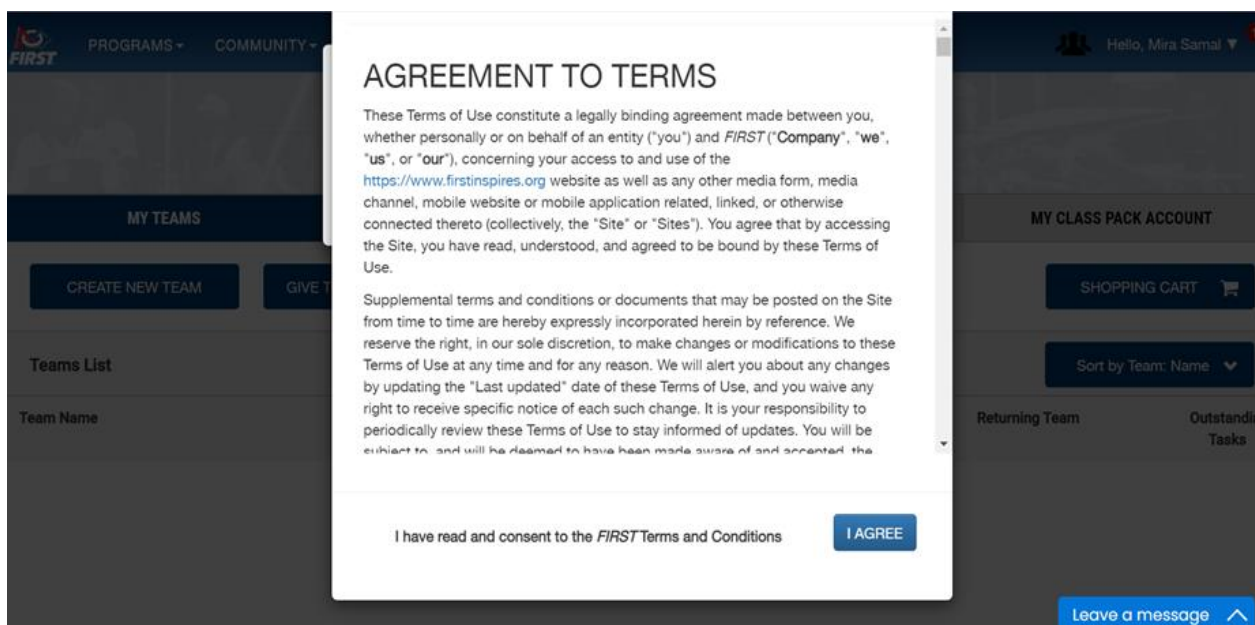 FIRST
PROGRAMS
COMMUNITY
Hello, Mira Samal
AGREEMENT TO TERMS
These Terms of Use constitute a legally binding agreement made between you,
whether personally or on behalf of an entity ("you") and FIRST ("Company", "we",
"us", or "our"), concerning your access to and use of the
https://www.firstinspires.org website as well as any other media form, media
channel, mobile website or mobile application related, linked, or otherwise
connected thereto (collectively, the "Site" or "Sites"). You agree that by accessing
the Site, you have read, understood, and agreed to be bound by these Terms of
Use.
Supplemental terms and conditions or documents that may be posted on the Site
from time to time are hereby expressly incorporated herein by reference. We
reserve the right, in our sole discretion, to make changes or modifications to these
Terms of Use at any time and for any reason. We will alert you about any changes
by updating the "Last updated" date of these Terms of Use, and you waive any
right to receive specific notice of each such change. It is your responsibility to
periodically review these Terms of Use to stay informed of updates. You will be
subject to, and will be deemed to have been made aware of and accepted, the
I have read and consent to the FIRST Terms and Conditions
I AGREE
MY TEAMS
MY CLASS PACK ACCOUNT
CREATE NEW TEAM
GIVE T
SHOPPING CART
Teams List
Sort by Team: Name
Team Name
Returning Team
Outstandi
Tasks
Leave a message